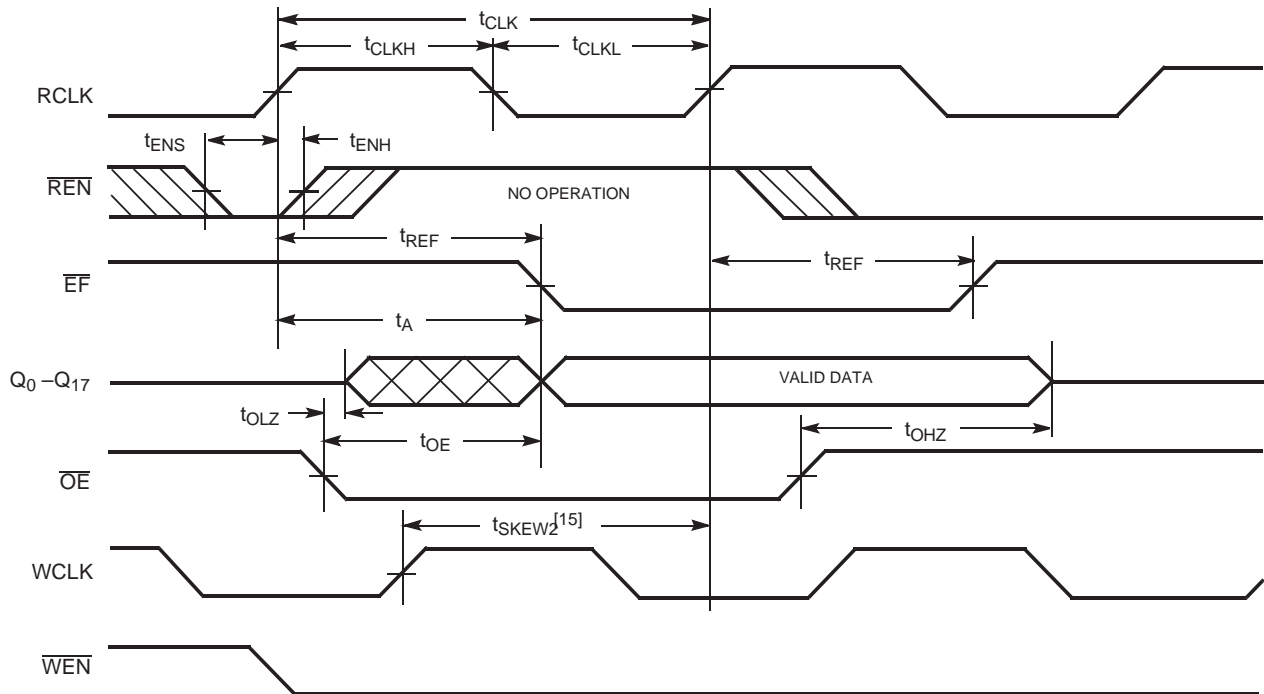 tCLK
tCLKH
tCLKL
RCLK
tENS
tENH
REN
NO OPERATION
tREF
tREF
EF
tA
Q0 –Q17
VALID DATA
tOLZ
tOE
tOHZ
OE
tSKEW2[15]
WCLK
WEN